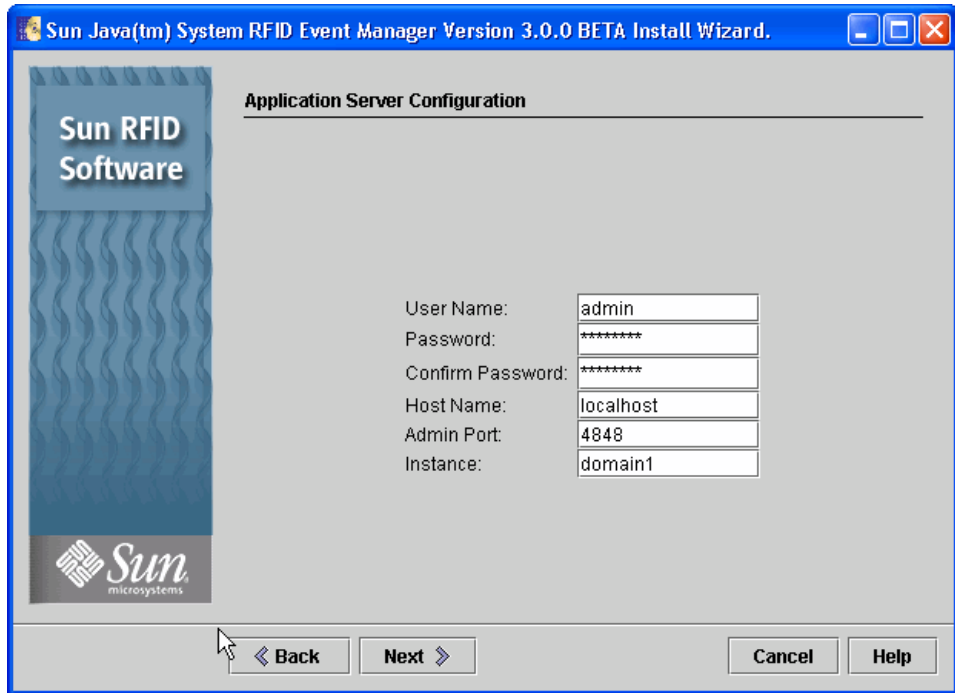 Sun Java(tm) System RFID Event Manager Version 3.0.0 BETA Install Wizard.
Sun RFID
Software
Application Server Configuration
User Name: admin
Password: ********
Confirm Password: ********
Host Name: localhost
Admin Port: 4848
Instance: domain1
Sun
microsystems
Back Next Cancel Help